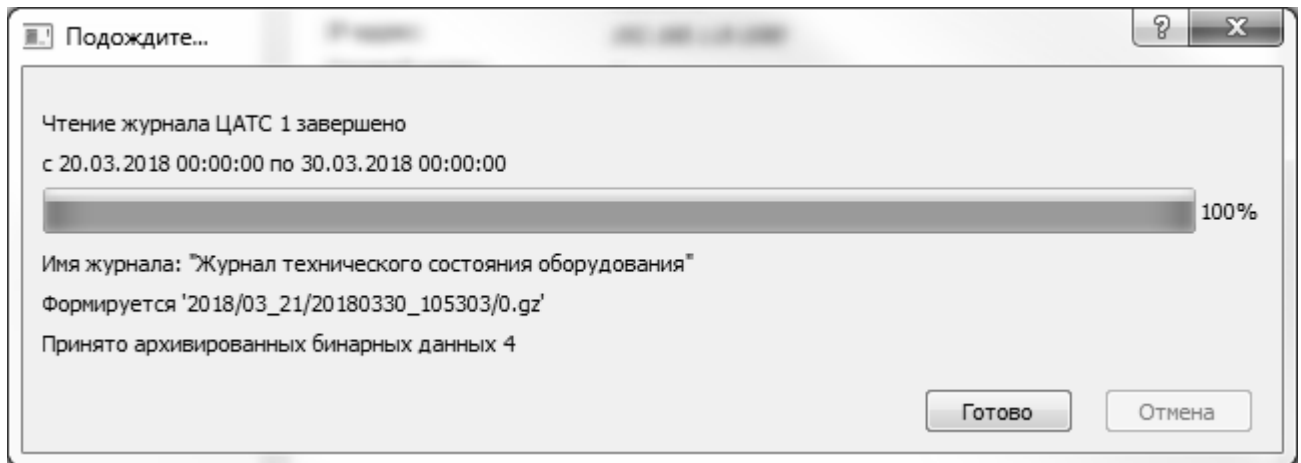 Подождите...
Чтение журнала ЦАТС 1 завершено
с 20.03.2018 00:00:00 по 30.03.2018 00:00:00
100%
Имя журнала: "Журнал технического состояния оборудования"
Формируется '2018/03_21/20180330_105303/0.gz'
Принято архивированных бинарных данных 4
Готово Отмена